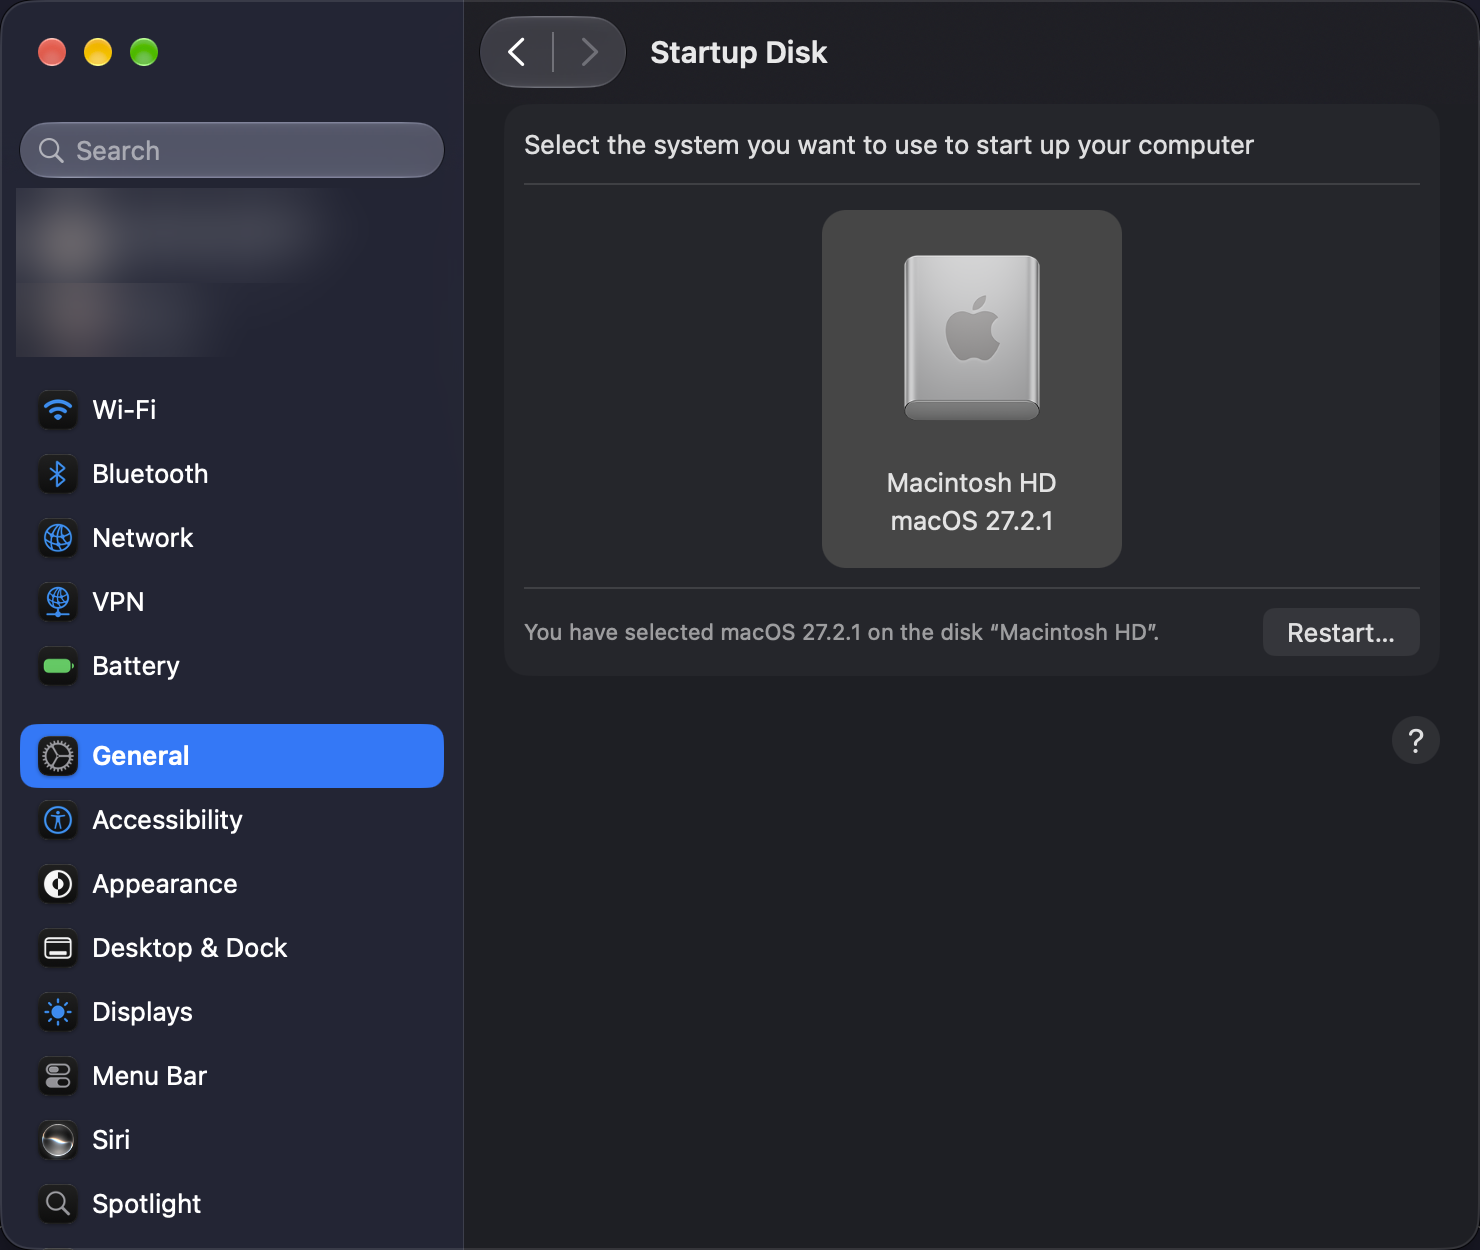 Search
Wi-Fi
Bluetooth
Network
VPN
Battery
General
Accessibility
Appearance
Desktop & Dock
Displays
Menu Bar
Siri
Spotlight
Startup Disk
Select the system you want to use to start up your computer
Macintosh HD
macOS 27.2.1
You have selected macOS 27.2.1 on the disk “Macintosh HD”.
Restart...
?